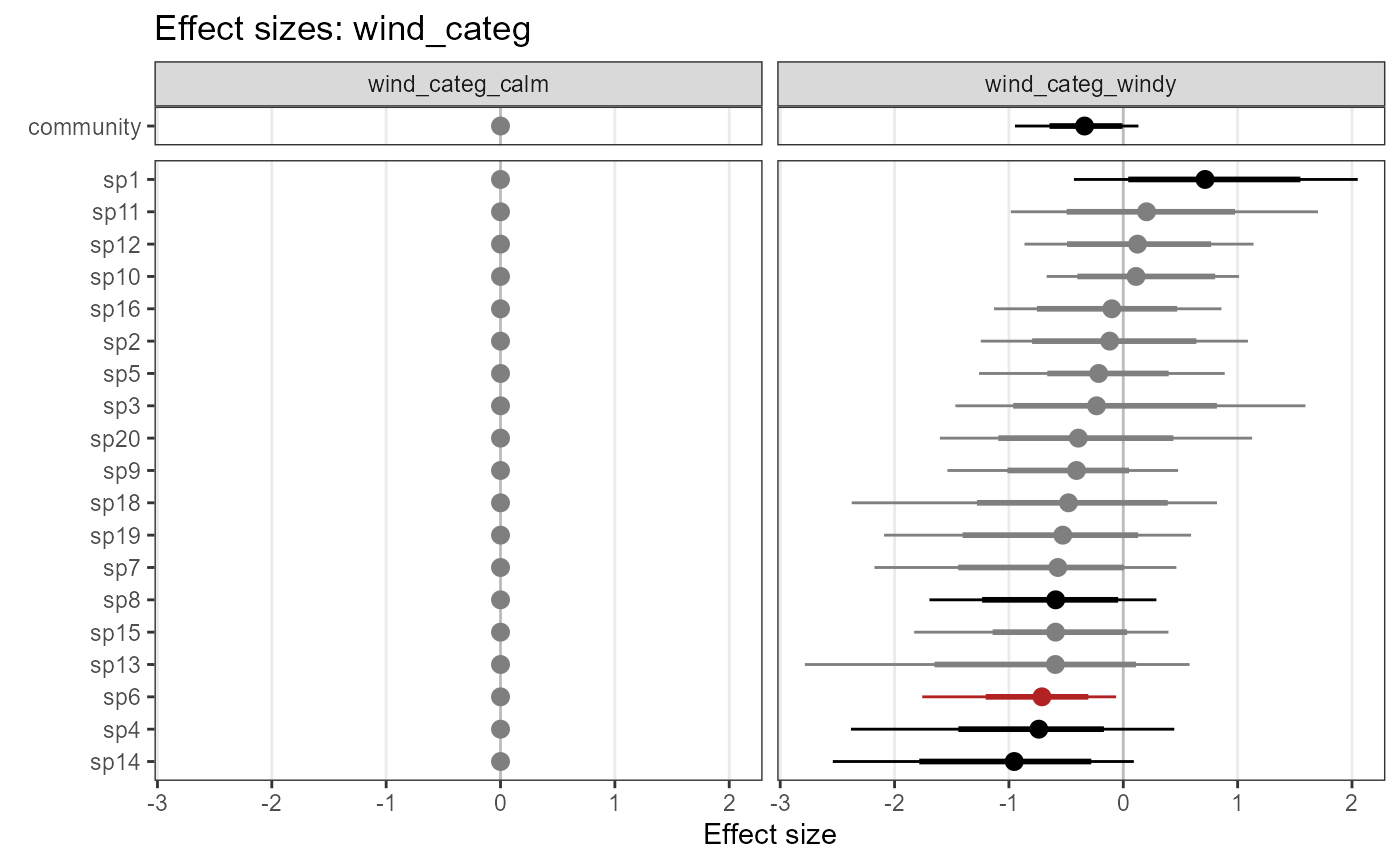 Effect sizes: wind_categ
wind_categ_calm
wind_categ_windy
community
sp1
sp11
sp12
sp10
sp16
sp2
sp5
sp3
sp20
sp9
sp18
sp19
sp7
sp8
sp15
sp13
sp6
sp4
sp14
-3 -2 -1 0 1 2
-3 -2 -1 0 1 2
Effect size